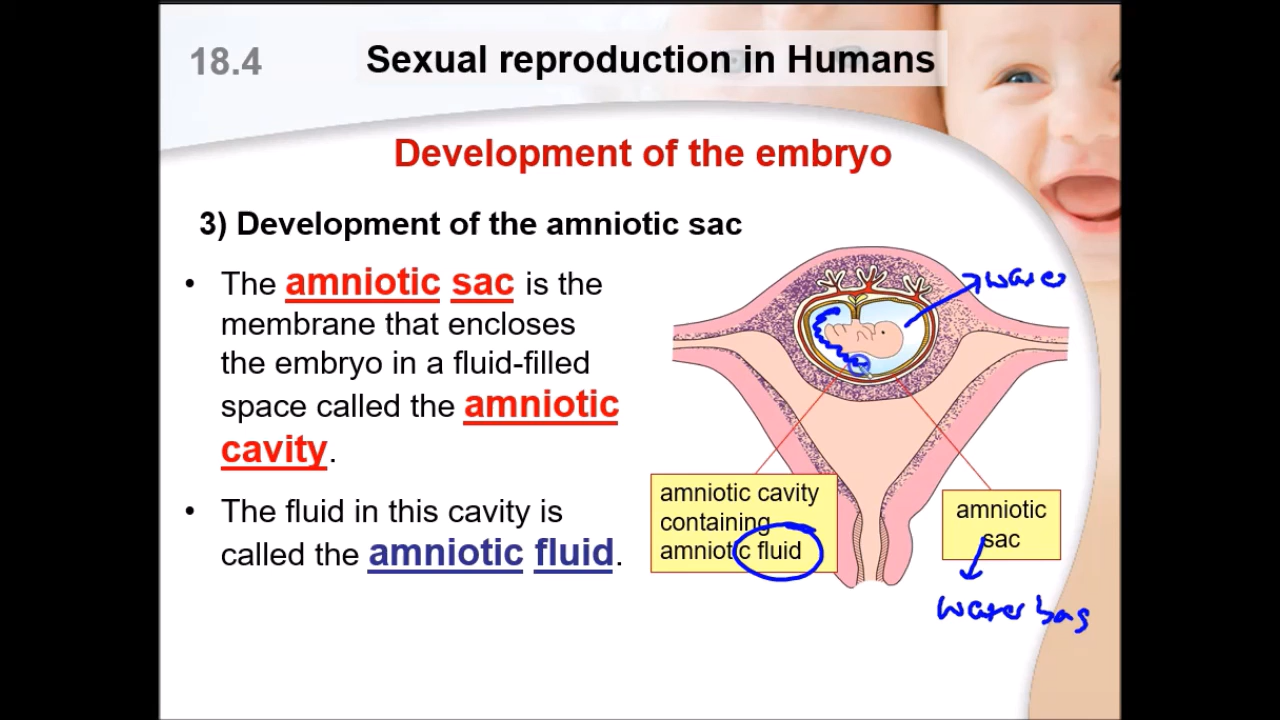 18.4
Sexual reproduction in Humans
Development of the embryo
3) Development of the amniotic sac
• The amniotic sac is the
membrane that encloses
the embryo in a fluid-filled
space called the amniotic
cavity.
• The fluid in this cavity is
called the amniotic fluid.
water
amniotic cavity
containing
amniotic fluid
amniotic
sac
water bag